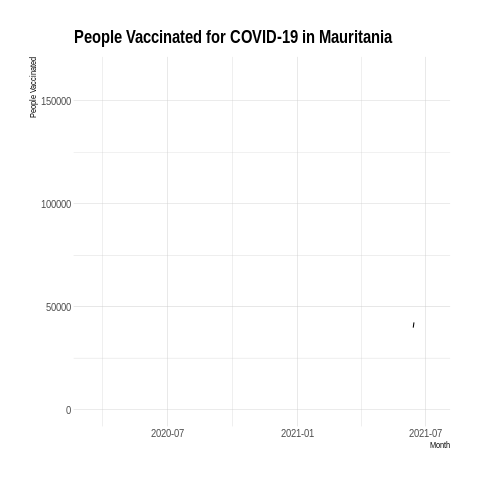 People Vaccinated for COVID-19 in Mauritania
People Vaccinated
150000
100000
50000
0
2020-07
2021-01
2021-07
Month